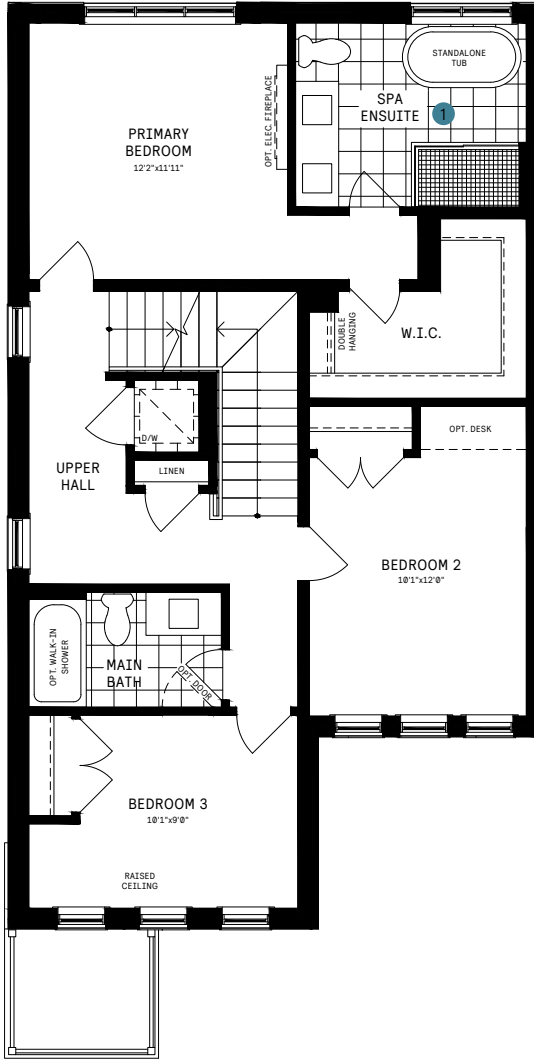 STANDALONE
TUB
SPA
ENSUITE 1
OPT. ELEC. FIREPLACE
PRIMARY
BEDROOM
12'2"x11'11"
DOUBLE
HANGING
W.I.C.
D/W
LINEN
OPT. DESK
UPPER
HALL
BEDROOM 2
10'1"x12'0"
OPT. WALK-IN
SHOWER
MAIN
BATH
OPT. DOOR
BEDROOM 3
10'1"x9'0"
RAISED
CEILING